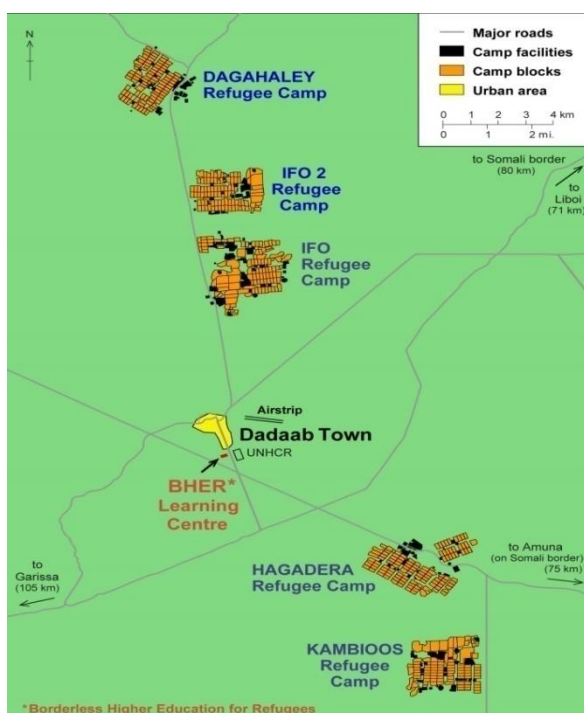 N
Major roads
Camp facilities
Camp blocks
Urban area
0 1 2 3 4 km
0 1 2 mi.
DAGAHALEY
Refugee Camp
to Somali border
(80 km)
to
Liboi
(71 km)
IFO 2
Refugee
Camp
IFO
Refugee
Camp
Airstrip
Dadaab Town
UNHCR
BHER*
Learning
Centre
to
Garissa
(105 km)
HAGADERA
Refugee Camp
to Amuna
(on Somali border)
(75 km)
KAMBIOOS
Refugee
Camp
*Borderless Higher Education for Refugees